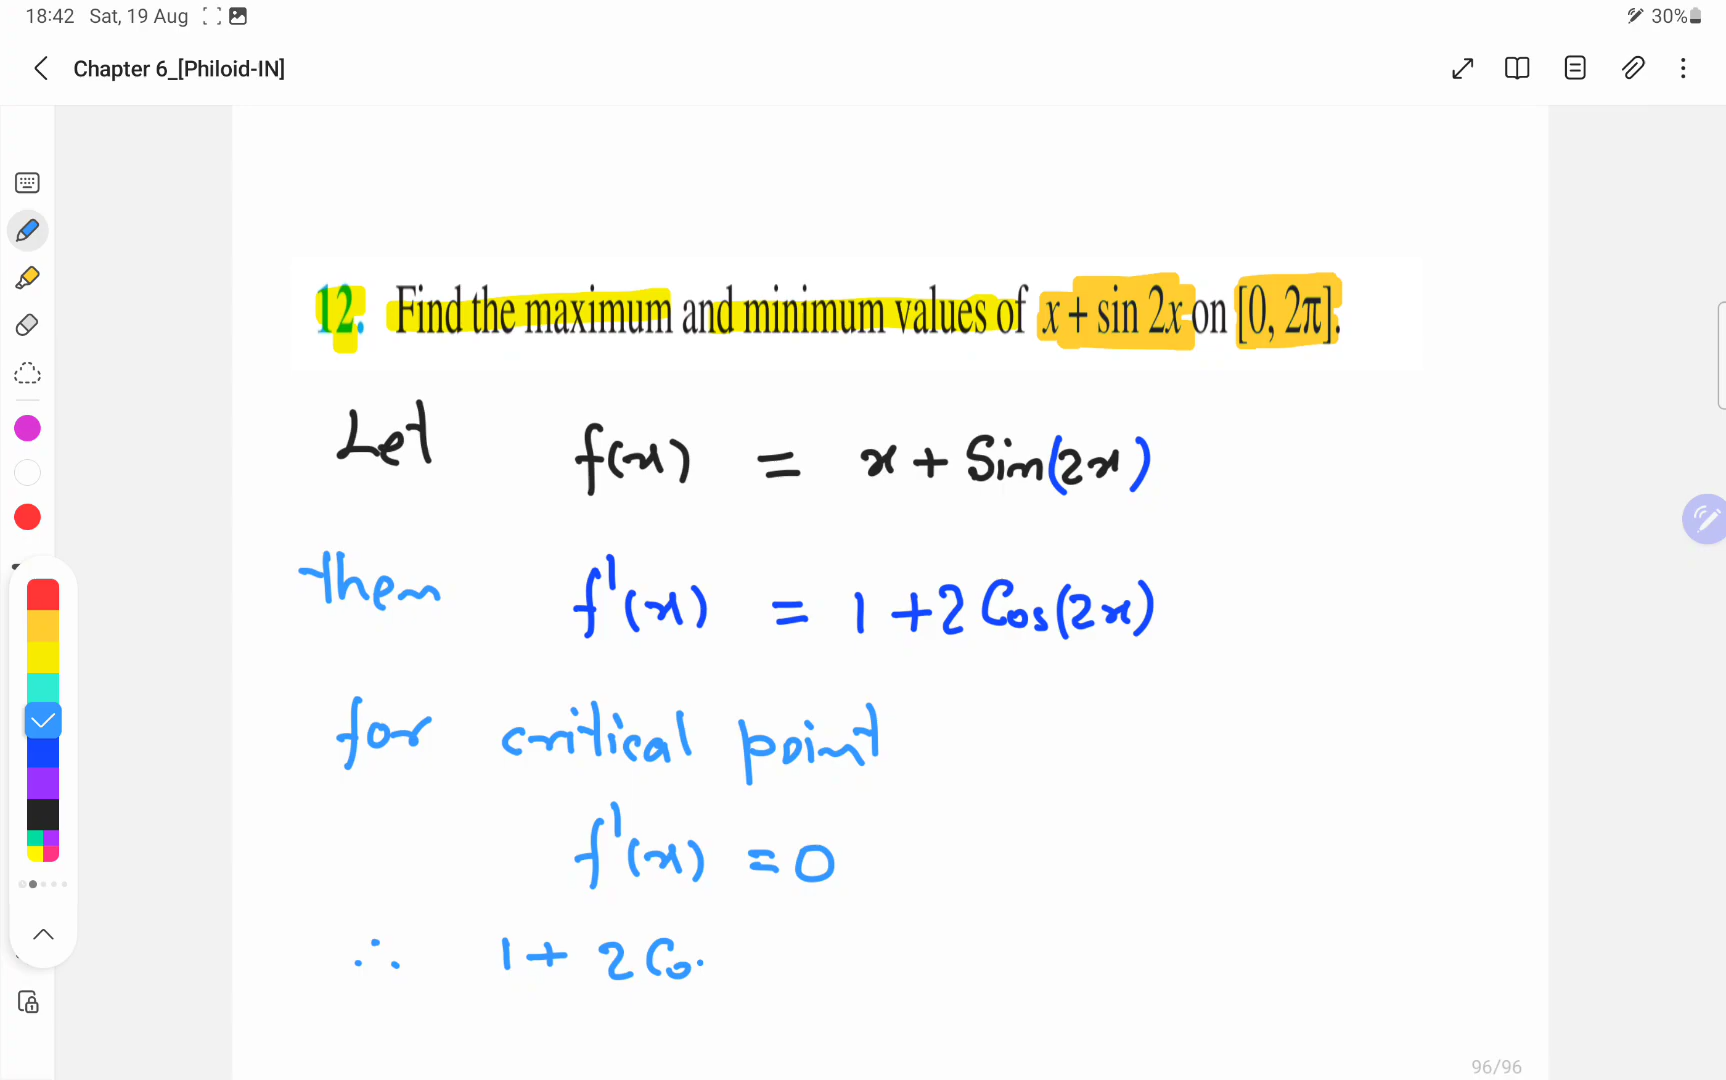 18:42 Sat, 19 Aug
30%
Chapter 6_[Philoid-IN]
12. Find the maximum and minimum values of x + sin 2x on [0, 2π].
Let f(x) = x + Sin(2x)
then f'(x) = 1 + 2 Cos(2x)
for critical point
f'(x) = 0
∴ 1 + 2 Co.
96/96